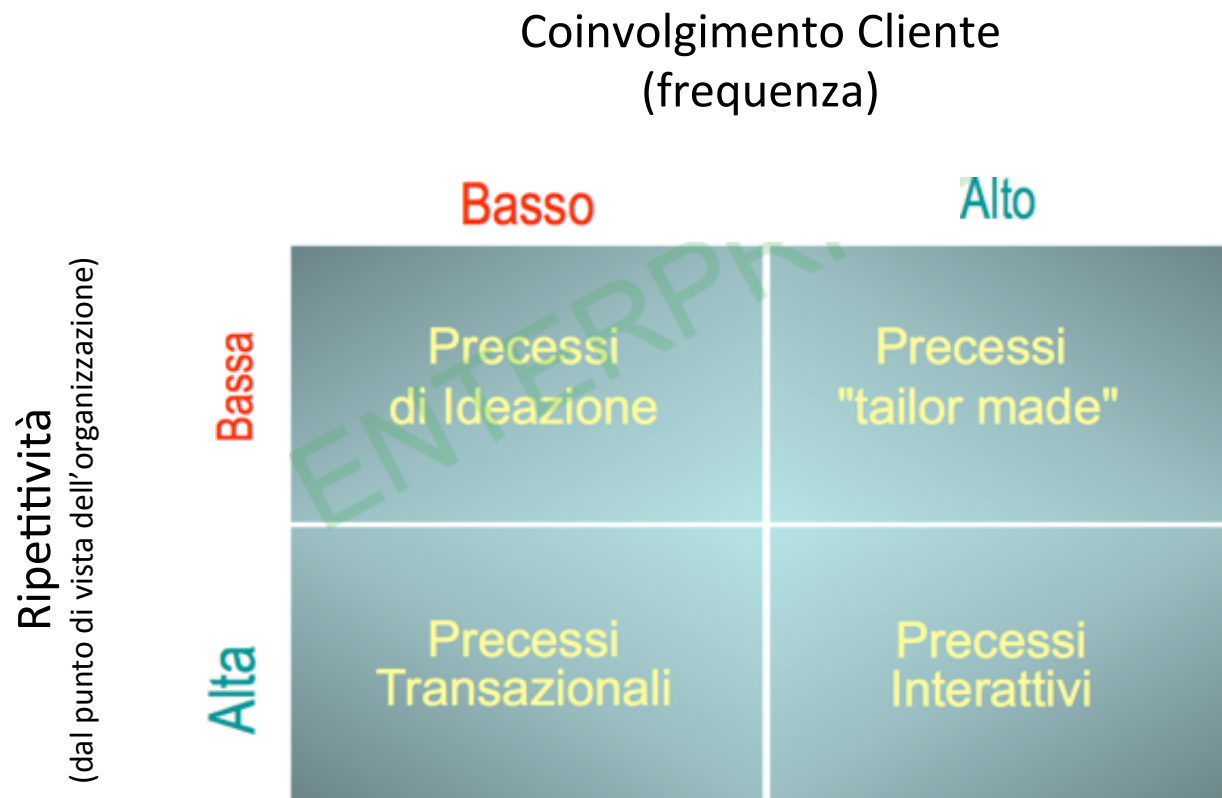 Coinvolgimento Cliente
(frequenza)
Basso
Alto
Ripetitività
(dal punto di vista dell'organizzazione)
Bassa
Precessi
di Ideazione
Precessi
"tailor made"
Alta
Precessi
Transazionali
Precessi
Interattivi